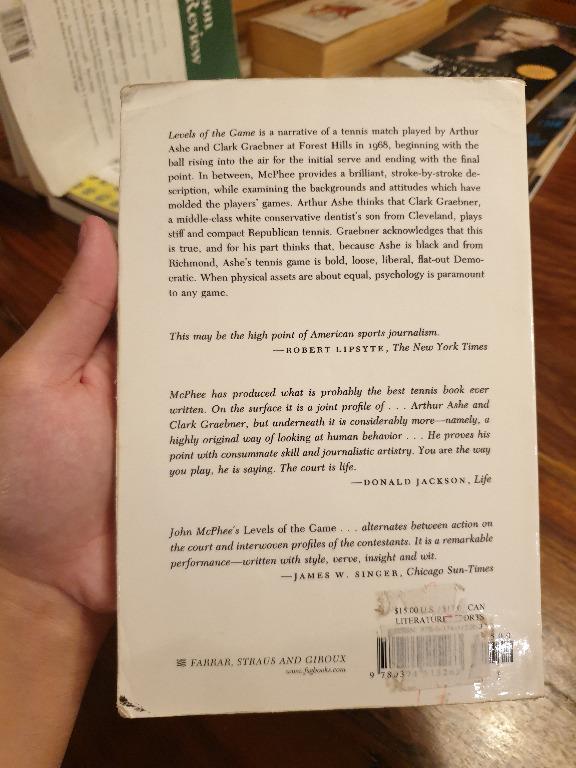 son
Review
Levels of the Game is a narrative of a tennis match played by Arthur
Ashe and Clark Graebner at Forest Hills in 1968, beginning with the
ball rising into the air for the initial serve and ending with the final
point. In between, McPhee provides a brilliant, stroke-by-stroke de-
scription, while examining the backgrounds and attitudes which have
molded the players' games. Arthur Ashe thinks that Clark Graebner,
a middle-class white conservative dentist's son from Cleveland, plays
stiff and compact Republican tennis. Graebner acknowledges that this
is true, and for his part thinks that, because Ashe is black and from
Richmond, Ashe's tennis game is bold, loose, liberal, flat-out Demo-
cratic. When physical assets are about equal, psychology is paramount
to any game.
This may be the high point of American sports journalism.
—ROBERT LIPSYTE, The New York Times
McPhee has produced what is probably the best tennis book ever
written. On the surface it is a joint profile of . . . Arthur Ashe and
Clark Graebner, but underneath it is considerably more—namely, a
highly original way of looking at human behavior . . . He proves his
point with consummate skill and journalistic artistry. You are the way
you play, he is saying. The court is life.
—DONALD JACKSON, Life
John McPhee's Levels of the Game . . . alternates between action on
the court and interwoven profiles of the contestants. It is a remarkable
performance—written with style, verve, insight and wit.
—JAMES W. SINGER, Chicago Sun-Times
$15.00 U.S. CAN
LITERATURE
FARRAR, STRAUS AND GIROUX
www.fsgbooks.com